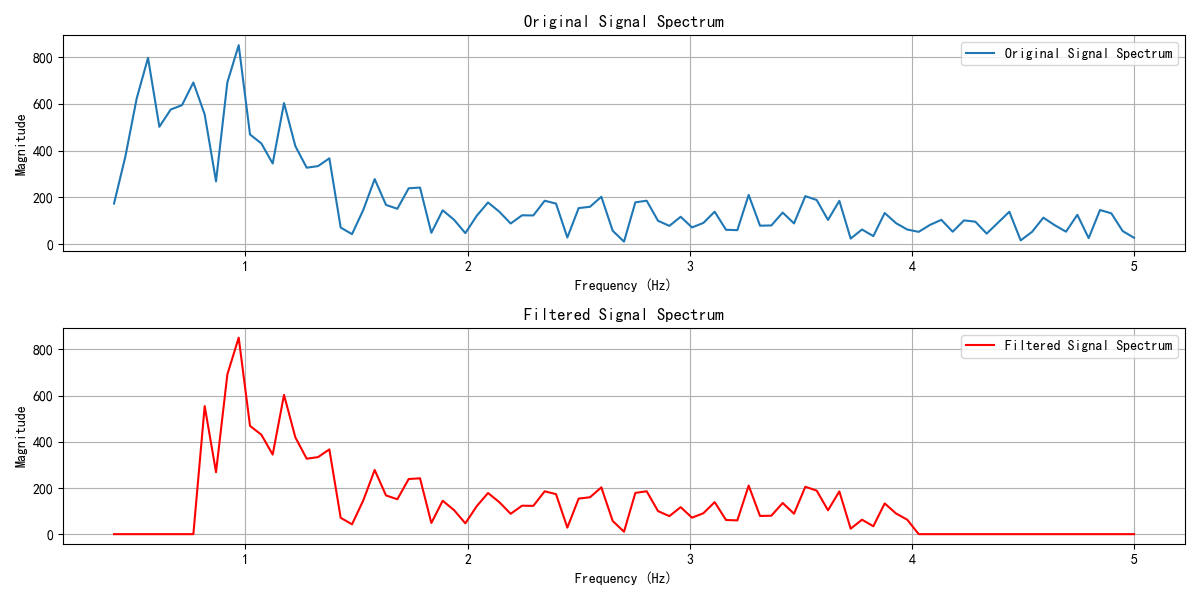 Original Signal Spectrum
800
600
400
200
0
Magnitude
Original Signal Spectrum
1 2 3 4 5
Frequency (Hz)
Filtered Signal Spectrum
800
600
400
200
0
Magnitude
Filtered Signal Spectrum
1 2 3 4 5
Frequency (Hz)